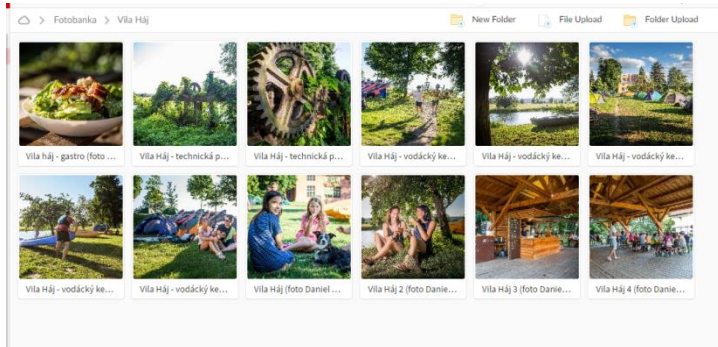 Fotobanka > Vila Háj
New Folder
File Upload
Folder Upload
Vila háj - gastro (foto ...
Vila Háj - technická p...
Vila Háj - technická p...
Vila Háj - vodácký ke...
Vila Háj - vodácký ke...
Vila Háj - vodácký ke...
Vila Háj - vodácký ke...
Vila Háj - vodácký ke...
Vila Háj (foto Daniel ...
Vila Háj 2 (foto Danie...
Vila Háj 3 (foto Danie...
Vila Háj 4 (foto Danie...